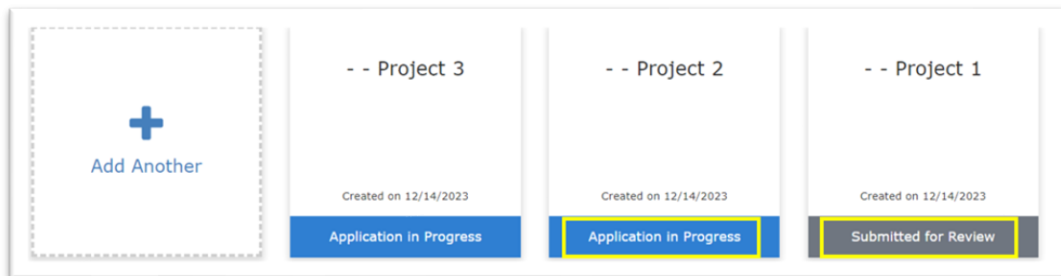 Add Another
- - Project 3
Created on 12/14/2023
Application in Progress
- - Project 2
Created on 12/14/2023
Application in Progress
- - Project 1
Created on 12/14/2023
Submitted for Review